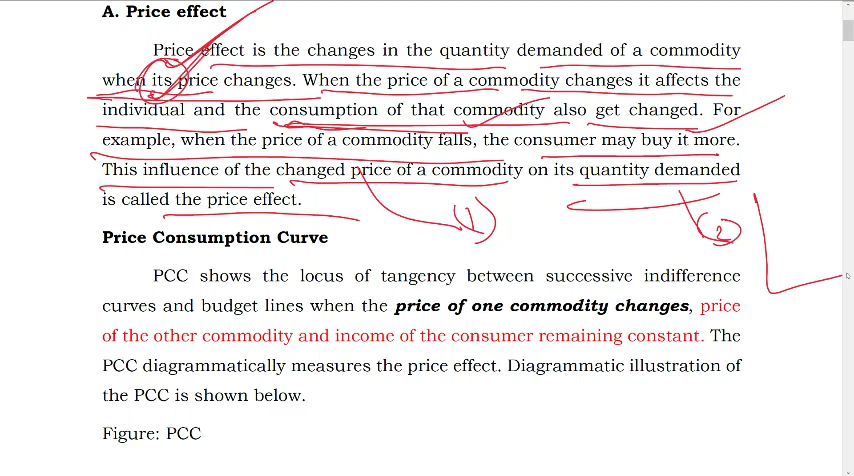 A. Price effect
Price effect is the changes in the quantity demanded of a commodity
when its price changes. When the price of a commodity changes it affects the
individual and the consumption of that commodity also get changed. For
example, when the price of a commodity falls, the consumer may buy it more.
This influence of the changed price of a commodity on its quantity demanded
is called the price effect.
(1)
(2)
Price Consumption Curve
PCC shows the locus of tangency between successive indifference
curves and budget lines when the price of one commodity changes, price
of the other commodity and income of the consumer remaining constant. The
PCC diagrammatically measures the price effect. Diagrammatic illustration of
the PCC is shown below.
Figure: PCC